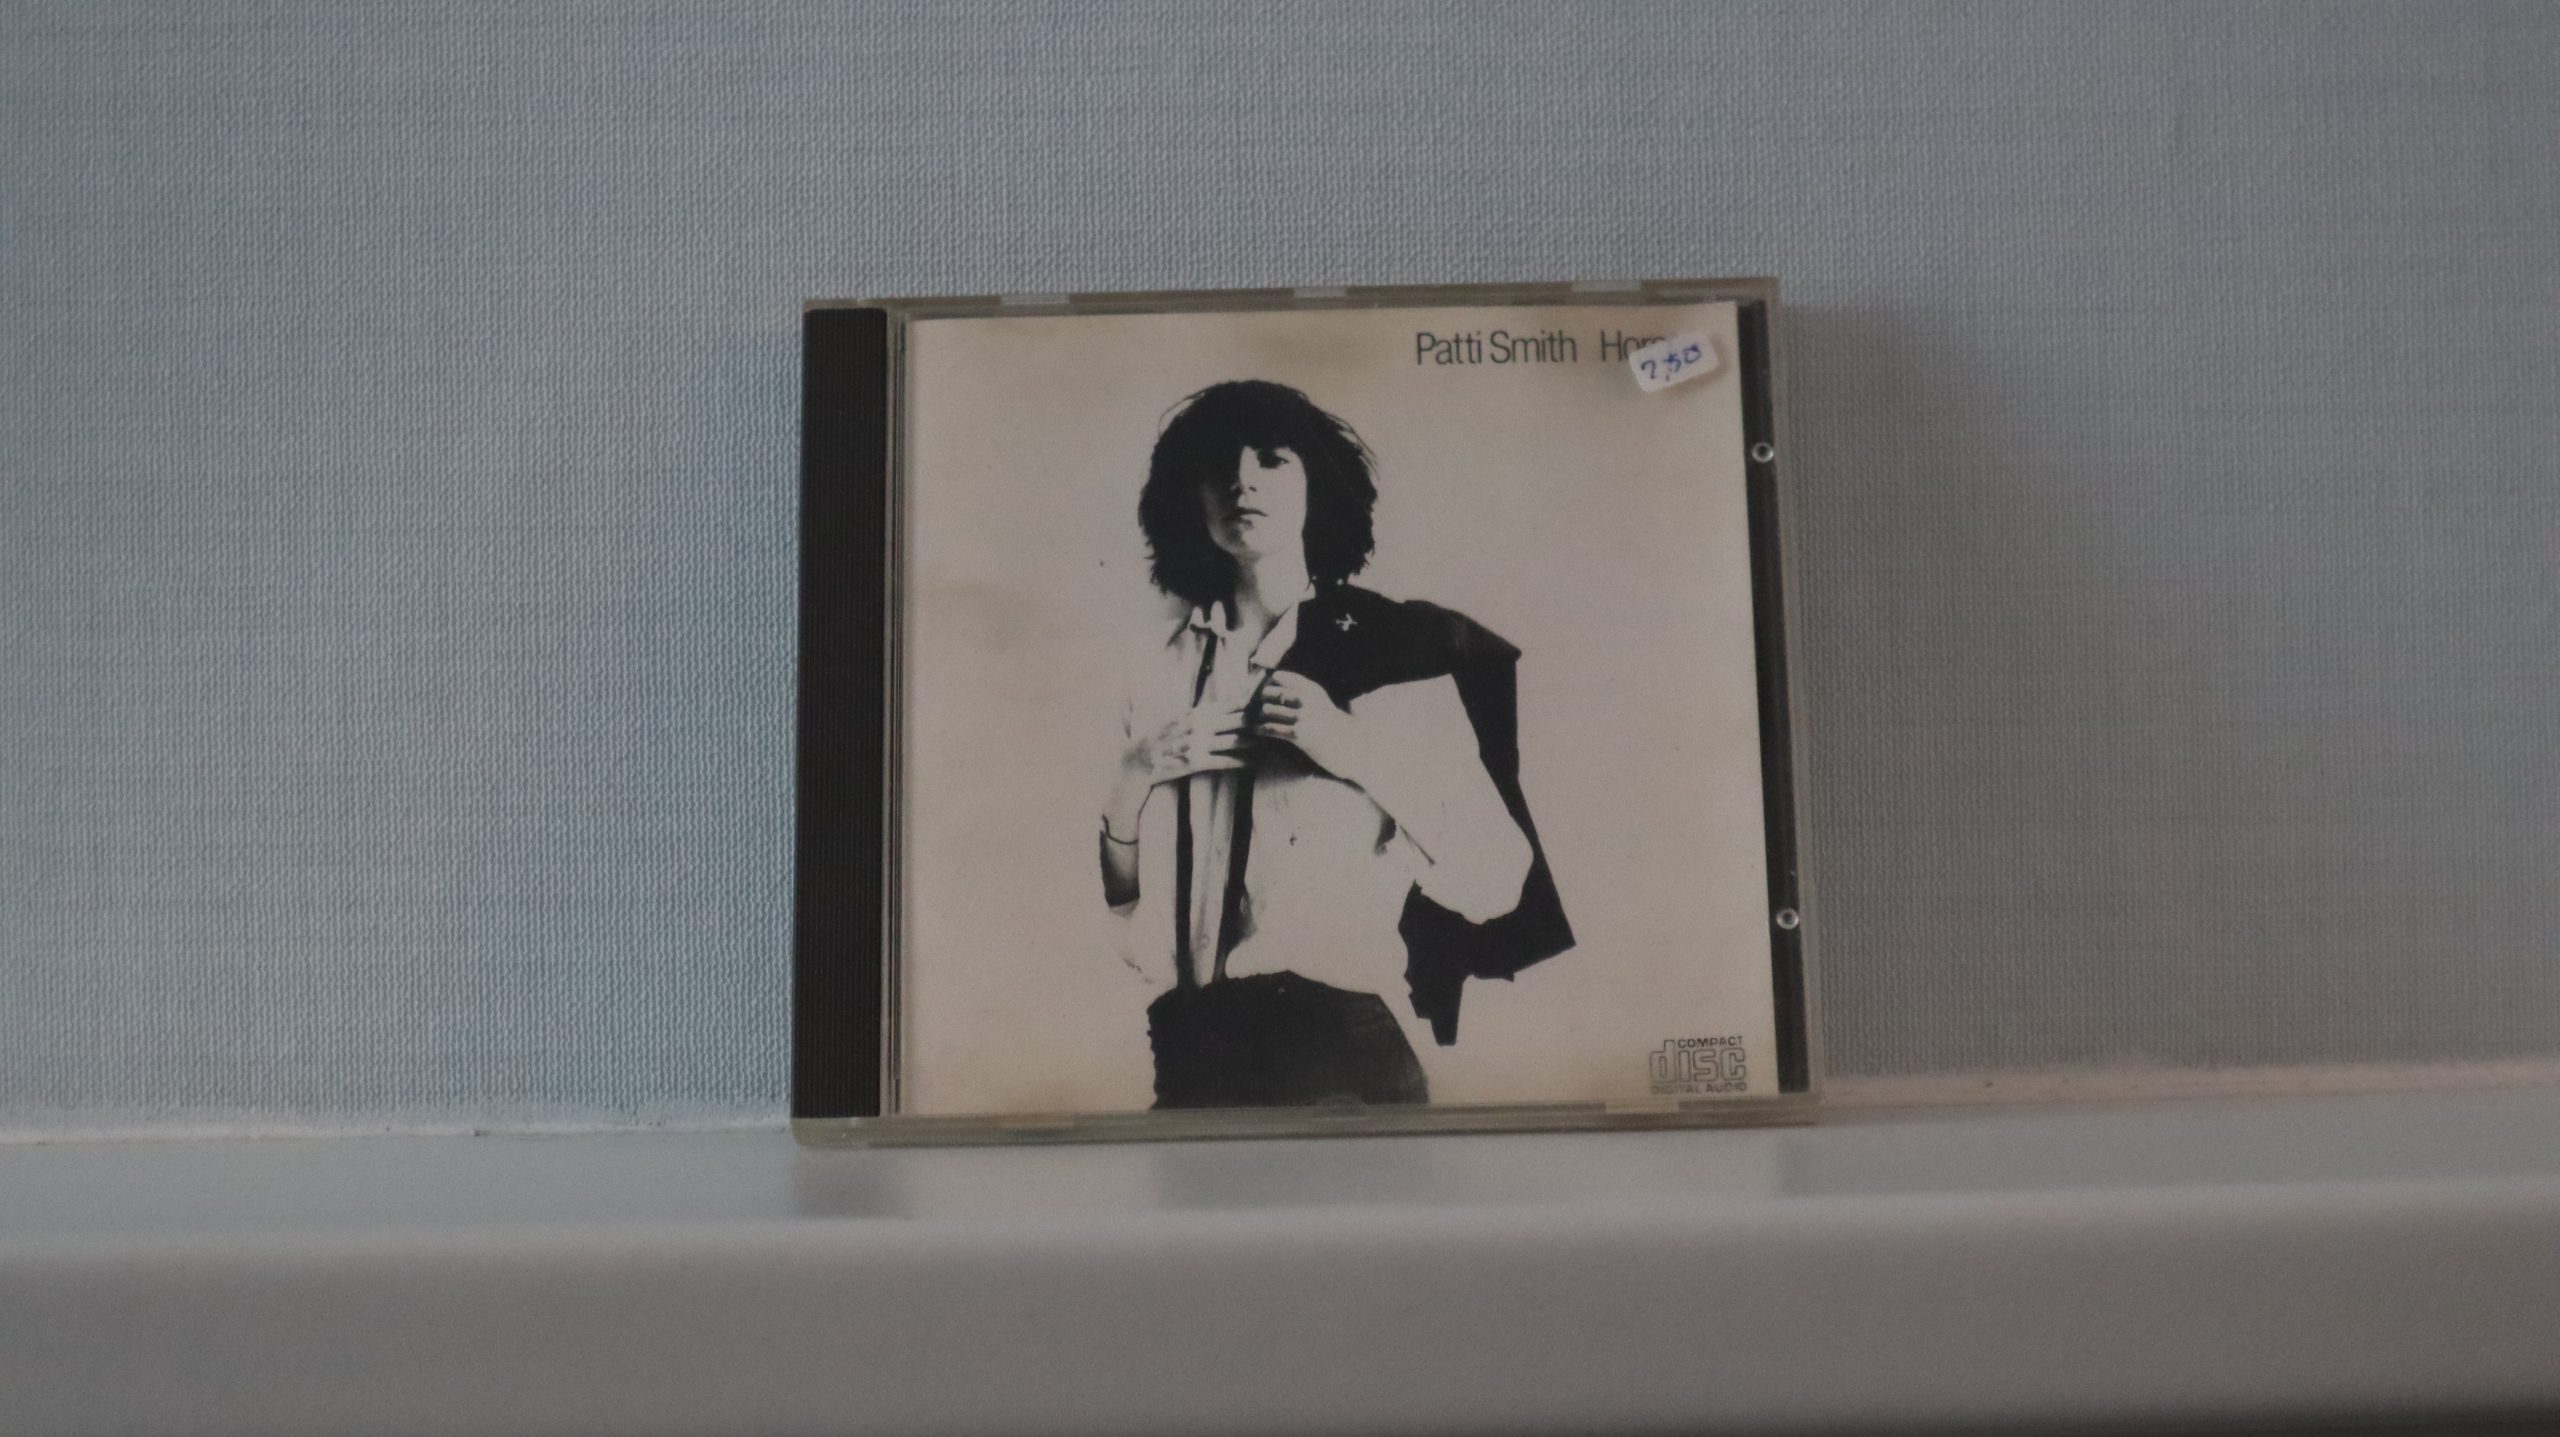 Patti Smith Hor
7,50
COMPACT
disc
DIGITAL AUDIO